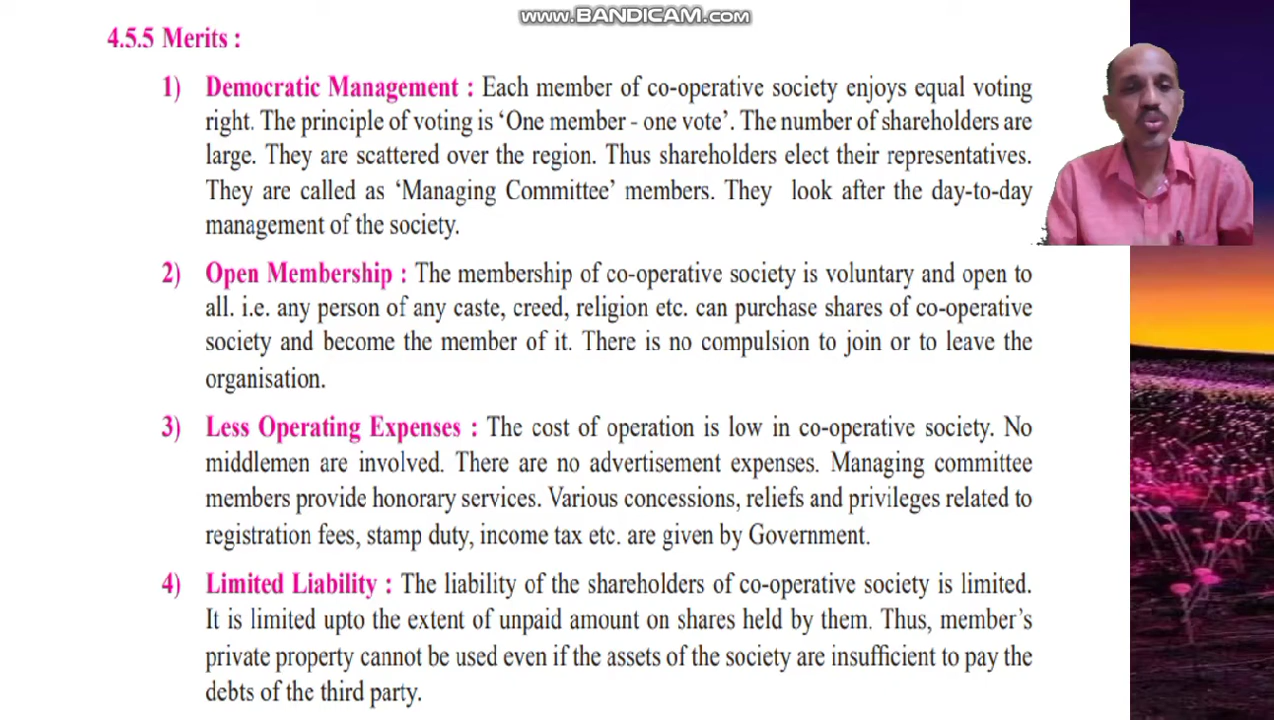 www.BANDICAM.com
4.5.5 Merits :
1) Democratic Management : Each member of co-operative society enjoys equal voting
right. The principle of voting is ‘One member - one vote’. The number of shareholders are
large. They are scattered over the region. Thus shareholders elect their representatives.
They are called as ‘Managing Committee’ members. They look after the day-to-day
management of the society.
2) Open Membership : The membership of co-operative society is voluntary and open to
all. i.e. any person of any caste, creed, religion etc. can purchase shares of co-operative
society and become the member of it. There is no compulsion to join or to leave the
organisation.
3) Less Operating Expenses : The cost of operation is low in co-operative society. No
middlemen are involved. There are no advertisement expenses. Managing committee
members provide honorary services. Various concessions, reliefs and privileges related to
registration fees, stamp duty, income tax etc. are given by Government.
4) Limited Liability : The liability of the shareholders of co-operative society is limited.
It is limited upto the extent of unpaid amount on shares held by them. Thus, member’s
private property cannot be used even if the assets of the society are insufficient to pay the
debts of the third party.